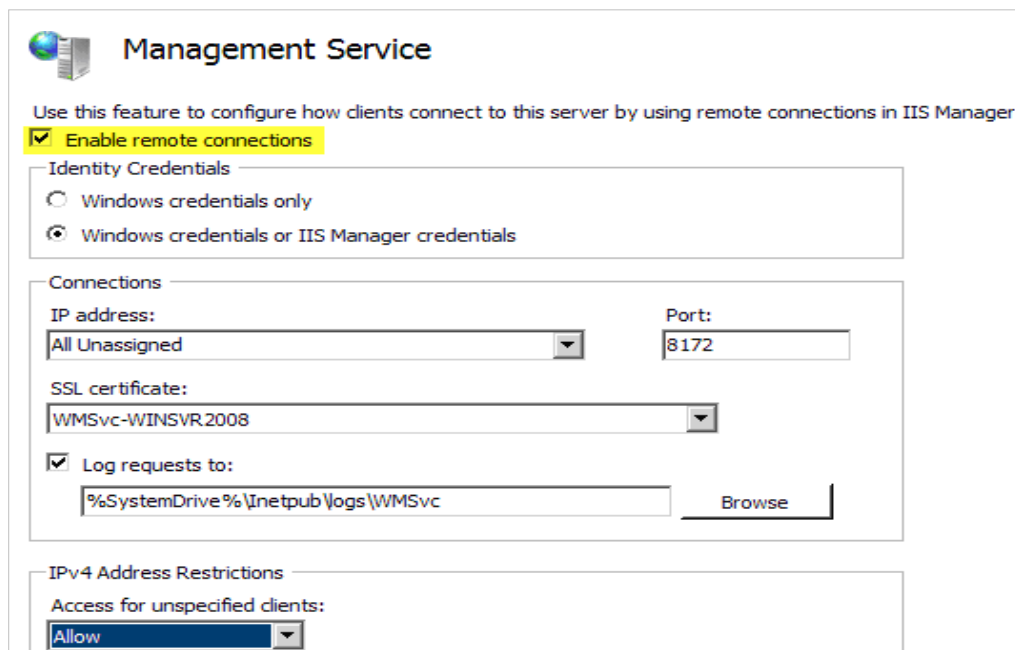 Management Service
Use this feature to configure how clients connect to this server by using remote connections in IIS Manager
Enable remote connections
Identity Credentials
Windows credentials only
Windows credentials or IIS Manager credentials
Connections
IP address: Port:
All Unassigned 8172
SSL certificate:
WMSvc-WINSVR2008
Log requests to:
%SystemDrive%\Inetpub\logs\WMSvc Browse
IPv4 Address Restrictions
Access for unspecified clients:
Allow